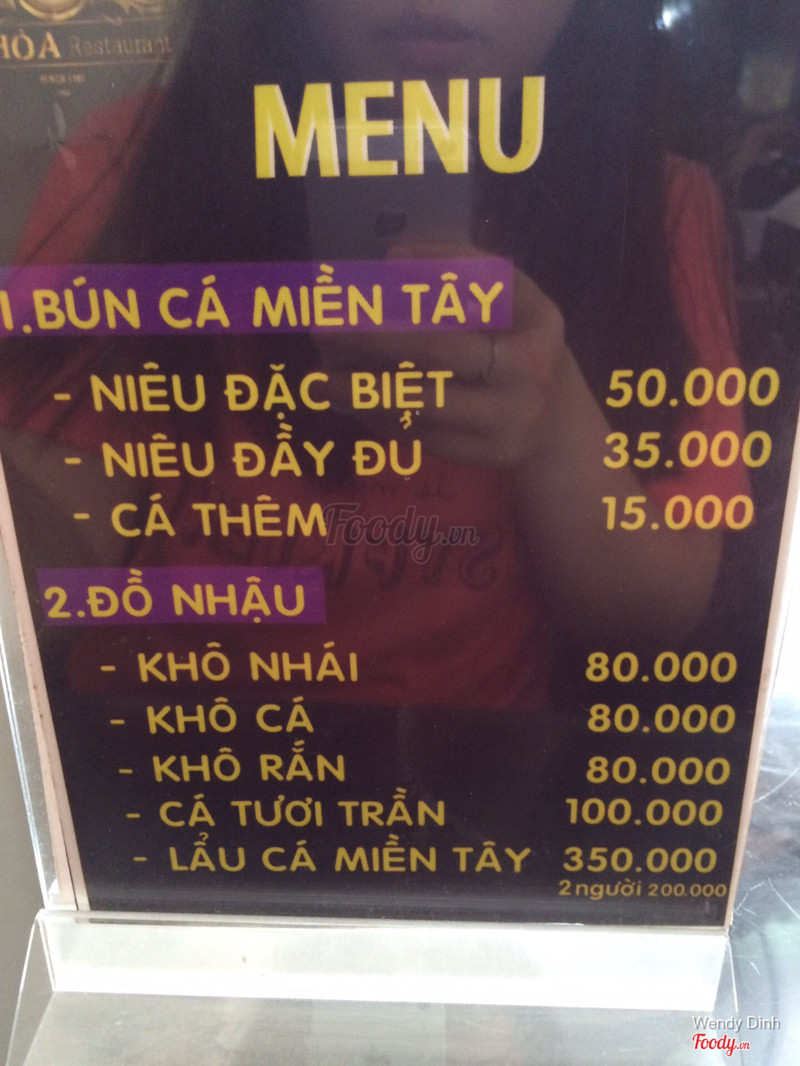 HÒA Restaurant
MENU
1.BÚN CÁ MIỀN TÂY
- NIÊU ĐẶC BIỆT 50.000
- NIÊU ĐẦY ĐỦ 35.000
- CÁ THÊM 15.000
Foody.vn
2.ĐỒ NHẬU
- KHÔ NHÁI 80.000
- KHÔ CÁ 80.000
- KHÔ RẮN 80.000
- CÁ TƯƠI TRẦN 100.000
- LẨU CÁ MIỀN TÂY 350.000
2người 200.000
Wendy Dinh
Foody.vn